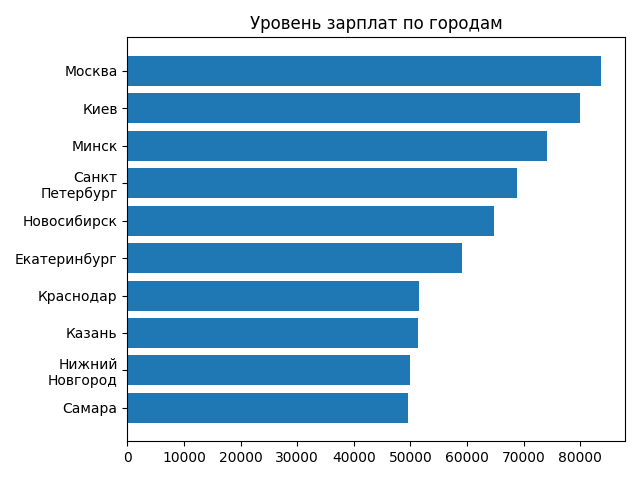 Уровень зарплат по городам
Москва
Киев
Минск
Санкт
Петербург
Новосибирск
Екатеринбург
Краснодар
Казань
Нижний
Новгород
Самара
0 10000 20000 30000 40000 50000 60000 70000 80000